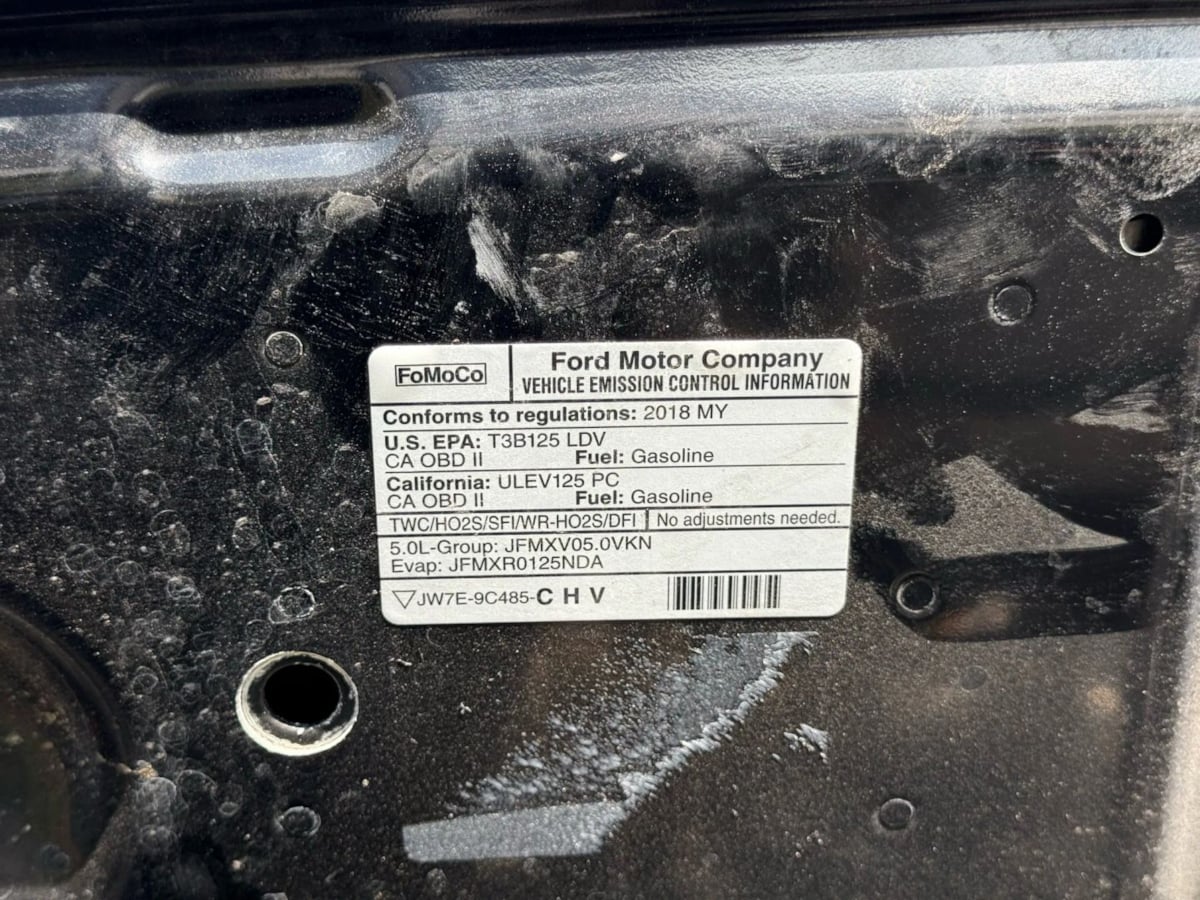 FoMoCo
Ford Motor Company
VEHICLE EMISSION CONTROL INFORMATION
Conforms to regulations: 2018 MY
U.S. EPA: T3B125 LDV
CA OBD II Fuel: Gasoline
California: ULEV125 PC
CA OBD II Fuel: Gasoline
TWC/HO2S/SFI/WR-HO2S/DFI No adjustments needed.
5.0L-Group: JFMXV05.0VKN
Evap: JFMXR0125NDA
JW7E-9C485-C H V